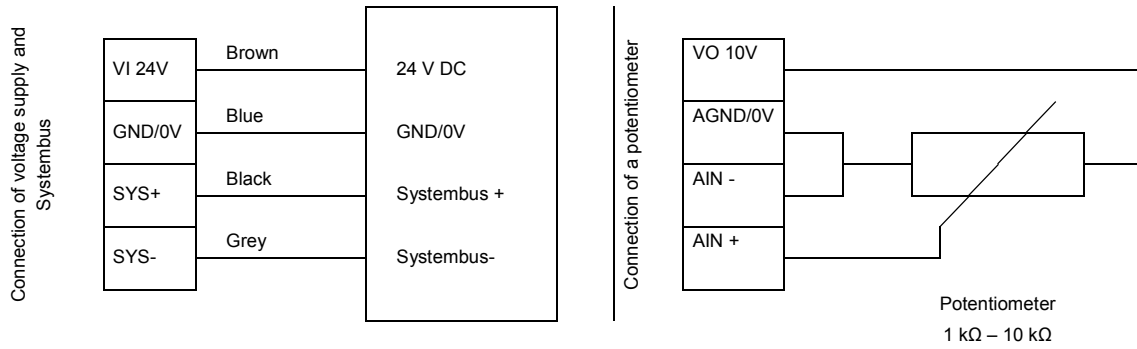 Connection of voltage supply and
Systembus
VI 24V
Brown
24 V DC
GND/0V
Blue
GND/0V
SYS+
Black
Systembus +
SYS-
Grey
Systembus-
Connection of a potentiometer
VO 10V
AGND/0V
AIN -
AIN +
Potentiometer
1 kΩ – 10 kΩ